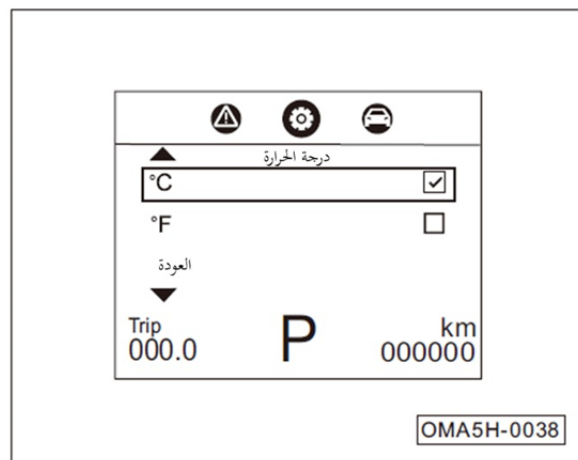 درجة الحرارة
°C
°F
العودة
Trip
km
000.0
P
000000
OMA5H-0038